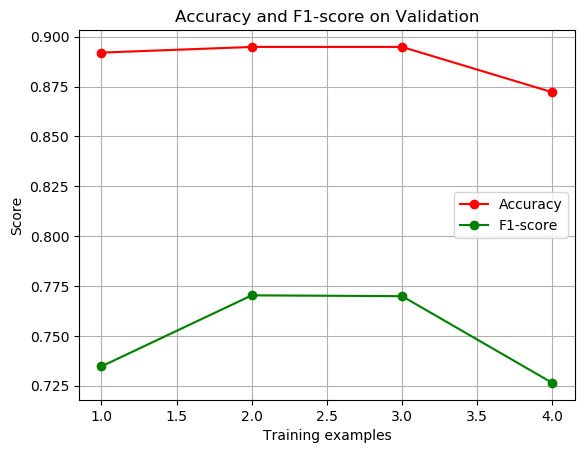 Accuracy and F1-score on Validation
0.900
0.875
0.850
0.825
0.800
0.775
0.750
0.725
Score
Accuracy
F1-score
1.0 1.5 2.0 2.5 3.0 3.5 4.0
Training examples